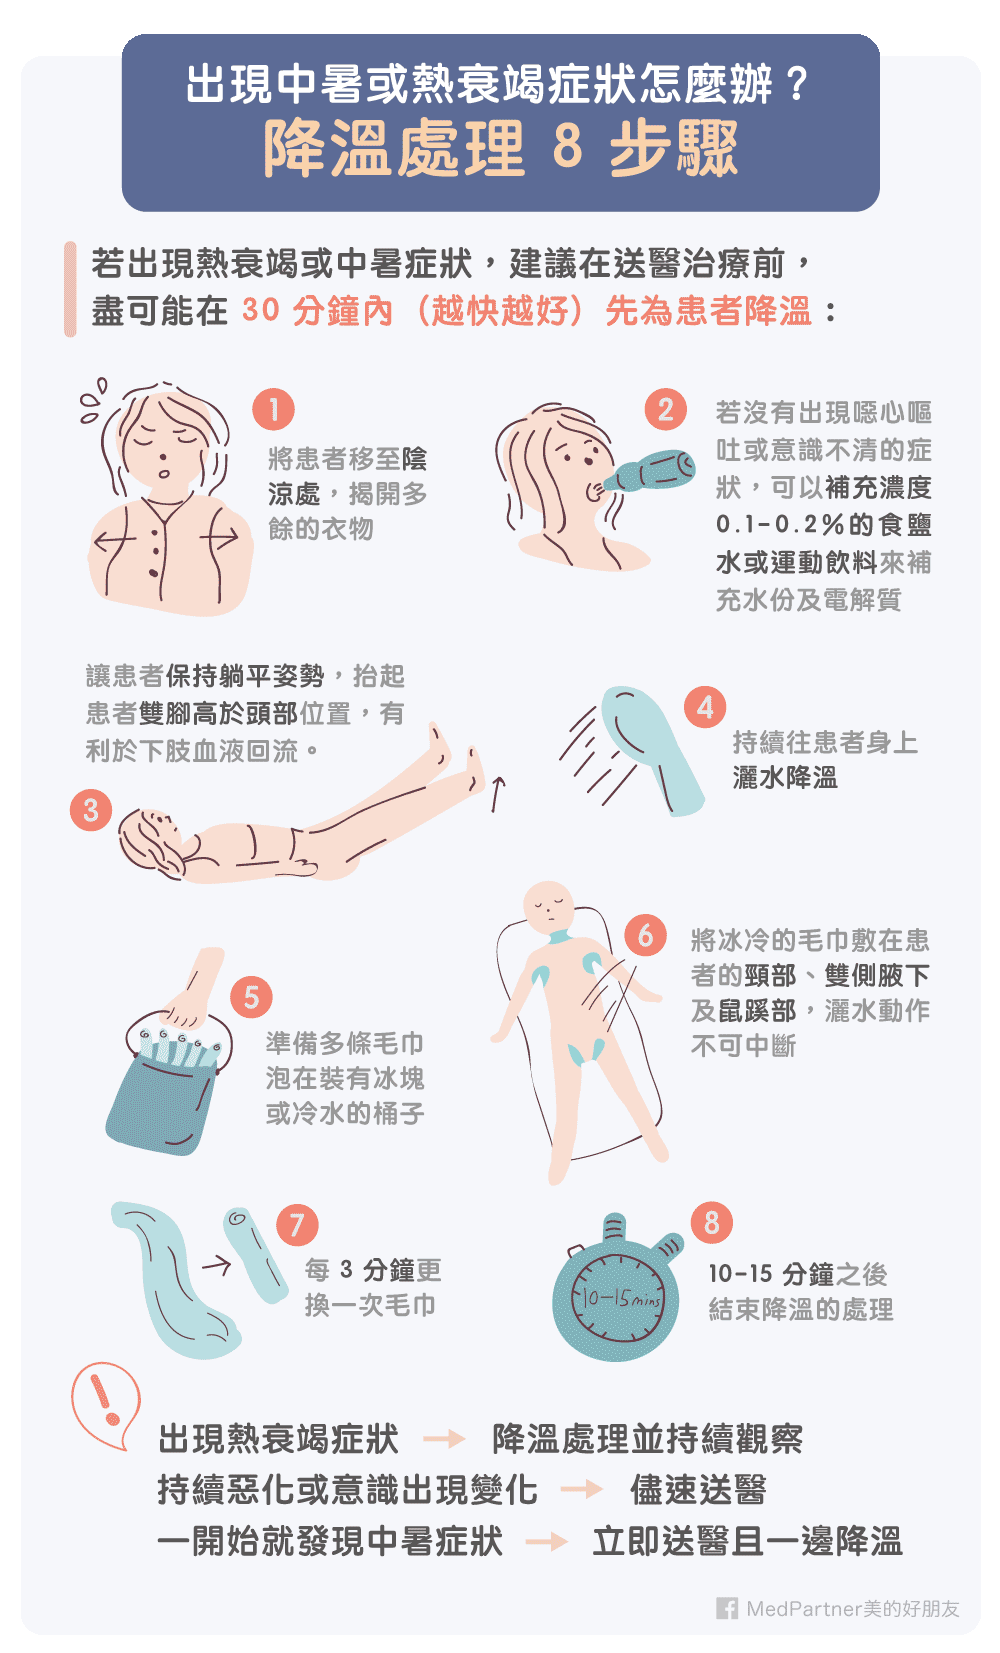 出現中暑或熱衰竭症狀怎麼辦？
降溫處理 8 步驟
若出現熱衰竭或中暑症狀，建議在送醫治療前，
盡可能在 30 分鐘內（越快越好）先為患者降溫：
1
將患者移至陰
涼處，揭開多
餘的衣物
2
若沒有出現噁心嘔
吐或意識不清的症
狀，可以補充濃度
0.1-0.2%的食鹽
水或運動飲料來補
充水份及電解質
讓患者保持躺平姿勢，抬起
患者雙腳高於頭部位置，有
利於下肢血液回流。
3
4
持續往患者身上
灑水降溫
5
準備多條毛巾
泡在裝有冰塊
或冷水的桶子
6
將冰冷的毛巾敷在患
者的頸部、雙側腋下
及鼠蹊部，灑水動作
不可中斷
7
每 3 分鐘更
換一次毛巾
8
10-15 分鐘之後
結束降溫的處理
10-15mins
!
出現熱衰竭症狀 → 降溫處理並持續觀察
持續惡化或意識出現變化 → 儘速送醫
一開始就發現中暑症狀 → 立即送醫且一邊降溫
MedPartner美的好朋友